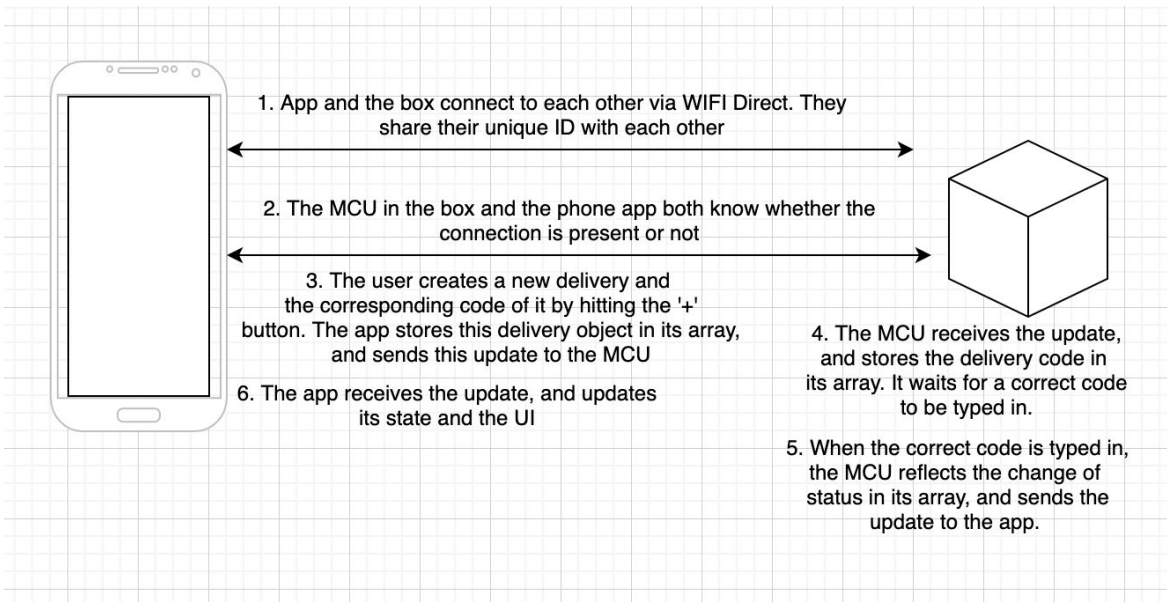 1. App and the box connect to each other via WIFI Direct. They
share their unique ID with each other
2. The MCU in the box and the phone app both know whether the
connection is present or not
3. The user creates a new delivery and
the corresponding code of it by hitting the '+'
button. The app stores this delivery object in its array,
and sends this update to the MCU
4. The MCU receives the update,
and stores the delivery code in
its array. It waits for a correct code
to be typed in.
5. When the correct code is typed in,
the MCU reflects the change of
status in its array, and sends the
update to the app.
6. The app receives the update, and updates
its state and the UI